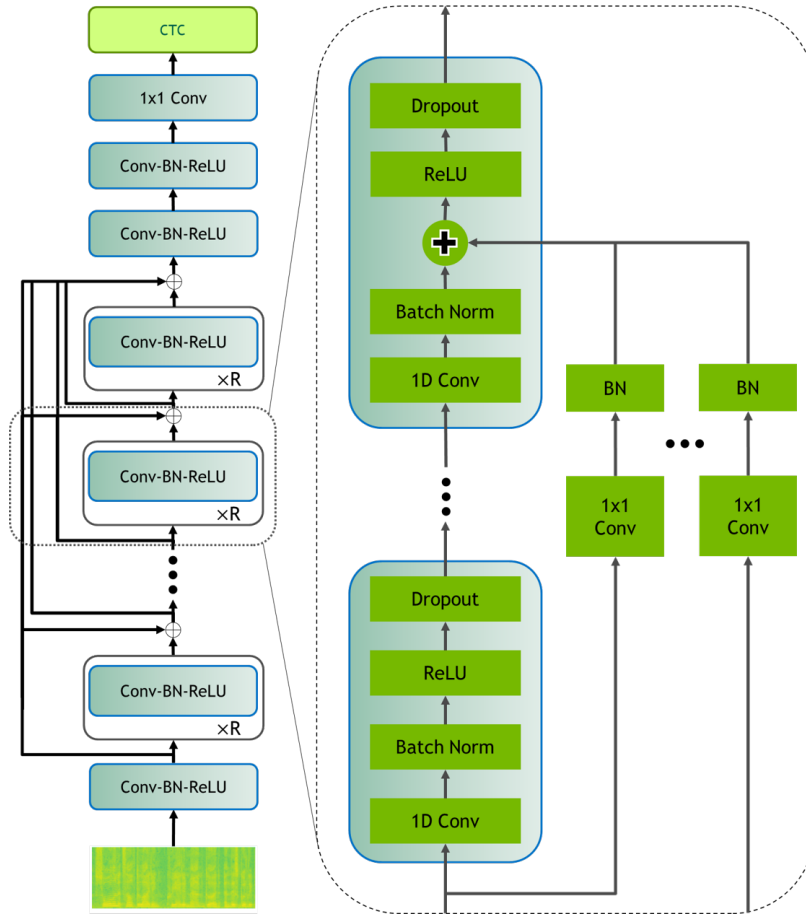 CTC
1x1 Conv
Conv-BN-ReLU
Conv-BN-ReLU
Conv-BN-ReLU
×R
Conv-BN-ReLU
×R
Conv-BN-ReLU
×R
Conv-BN-ReLU
Dropout
ReLU
Batch Norm
1D Conv
BN
BN
1x1
Conv
1x1
Conv
Dropout
ReLU
Batch Norm
1D Conv